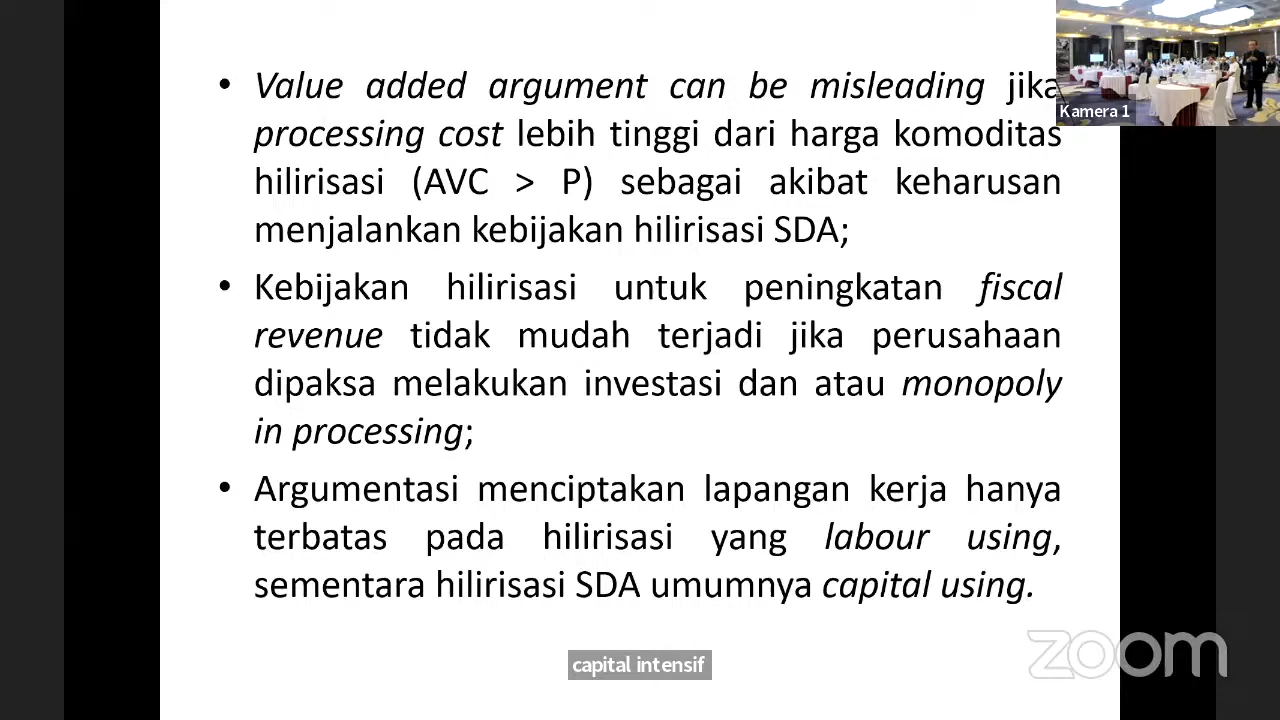 • Value added argument can be misleading jika
processing cost lebih tinggi dari harga komoditas
hilirisasi (AVC > P) sebagai akibat keharusan
menjalankan kebijakan hilirisasi SDA;
• Kebijakan hilirisasi untuk peningkatan fiscal
revenue tidak mudah terjadi jika perusahaan
dipaksa melakukan investasi dan atau monopoly
in processing;
• Argumentasi menciptakan lapangan kerja hanya
terbatas pada hilirisasi yang labour using,
sementara hilirisasi SDA umumnya capital using.
Kamera 1
capital intensif
zoom